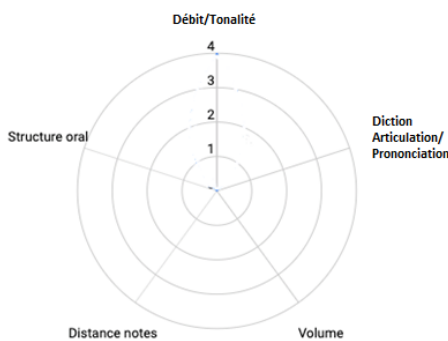 Débit/Tonalité
4
3
2
1
Structure oral
Diction
Articulation/
Prononciation
Distance notes
Volume